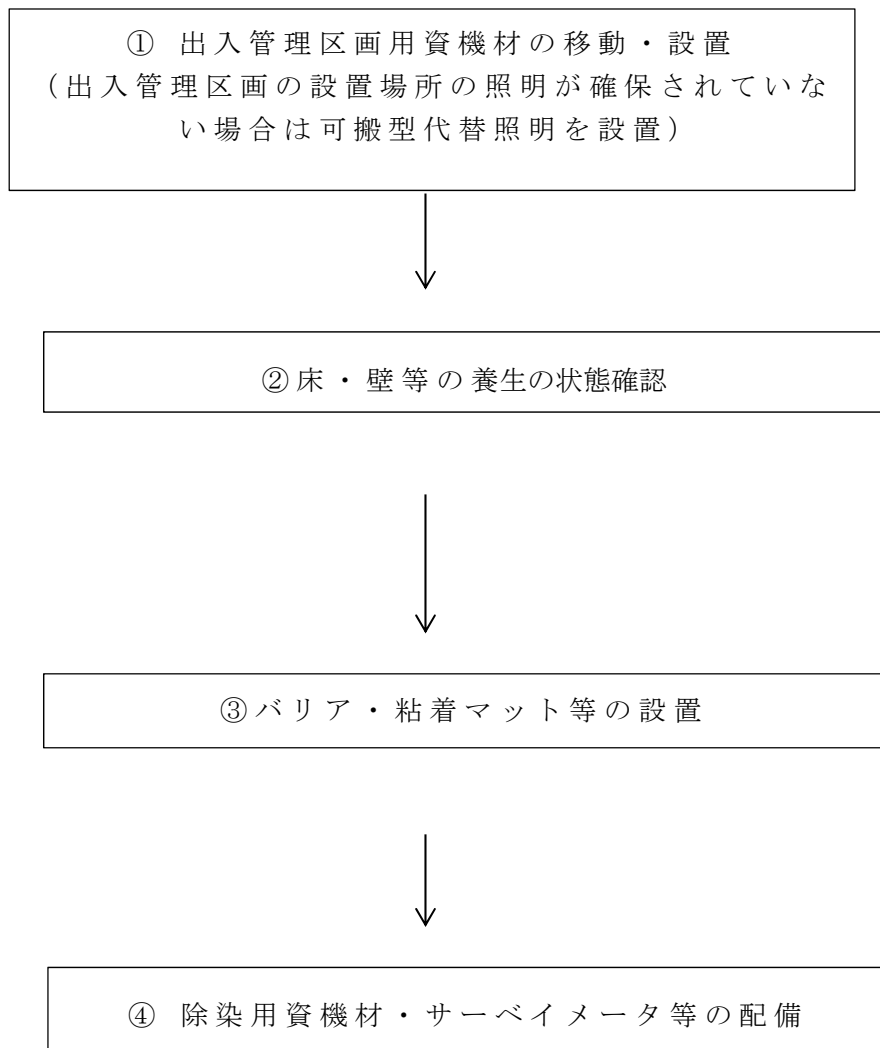 ① 出入管理区画用資機材の移動・設置
(出入管理区画の設置場所の照明が確保されていな
い場合は可搬型代替照明を設置)
②床・壁等の養生の状態確認
③バリア・粘着マット等の設置
④ 除染用資機材・サーベイメータ等の配備